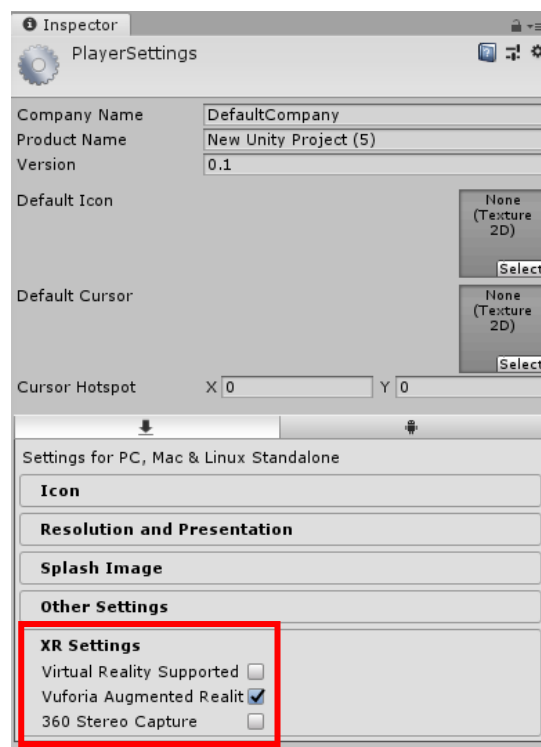 Inspector
PlayerSettings
Company Name DefaultCompany
Product Name New Unity Project (5)
Version 0.1
Default Icon
None
(Texture
2D)
Select
Default Cursor
None
(Texture
2D)
Select
Cursor Hotspot X 0 Y 0
Settings for PC, Mac & Linux Standalone
Icon
Resolution and Presentation
Splash Image
Other Settings
XR Settings
Virtual Reality Supported
Vuforia Augmented Realit
360 Stereo Capture